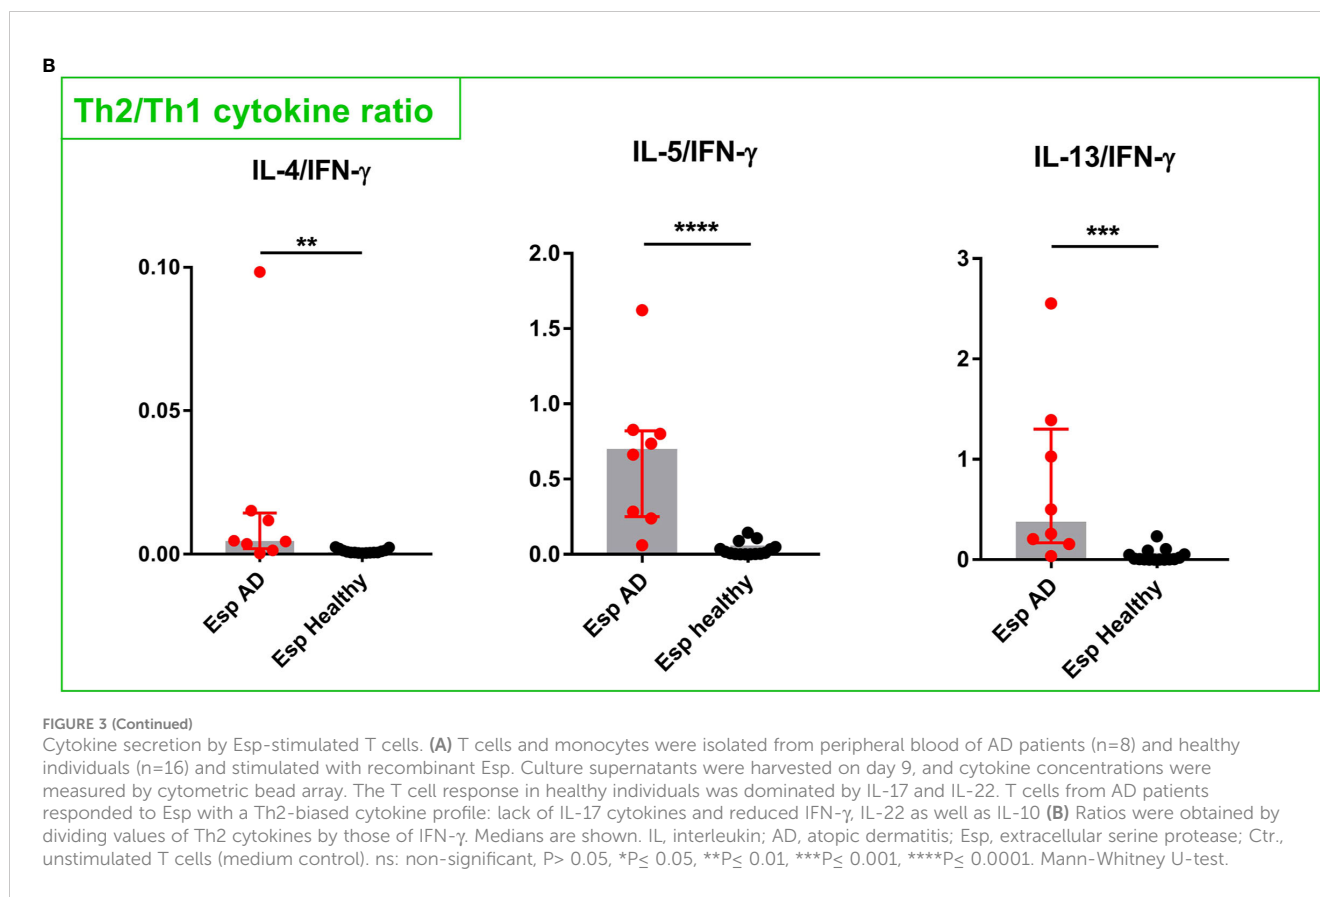 B
Th2/Th1 cytokine ratio
IL-4/IFN-γ
**
0.10
0.05
0.00
Esp AD
Esp Healthy
IL-5/IFN-γ
****
2.0
1.5
1.0
0.5
0.0
Esp AD
Esp healthy
IL-13/IFN-γ
***
3
2
1
0
Esp AD
Esp Healthy
FIGURE 3 (Continued)
Cytokine secretion by Esp-stimulated T cells. (A) T cells and monocytes were isolated from peripheral blood of AD patients (n=8) and healthy
individuals (n=16) and stimulated with recombinant Esp. Culture supernatants were harvested on day 9, and cytokine concentrations were
measured by cytometric bead array. The T cell response in healthy individuals was dominated by IL-17 and IL-22. T cells from AD patients
responded to Esp with a Th2-biased cytokine profile: lack of IL-17 cytokines and reduced IFN-γ, IL-22 as well as IL-10 (B) Ratios were obtained by
dividing values of Th2 cytokines by those of IFN-γ. Medians are shown. IL, interleukin; AD, atopic dermatitis; Esp, extracellular serine protease; Ctr.,
unstimulated T cells (medium control). ns: non-significant, P> 0.05, *P≤ 0.05, **P≤ 0.01, ***P≤ 0.001, ****P≤ 0.0001. Mann-Whitney U-test.